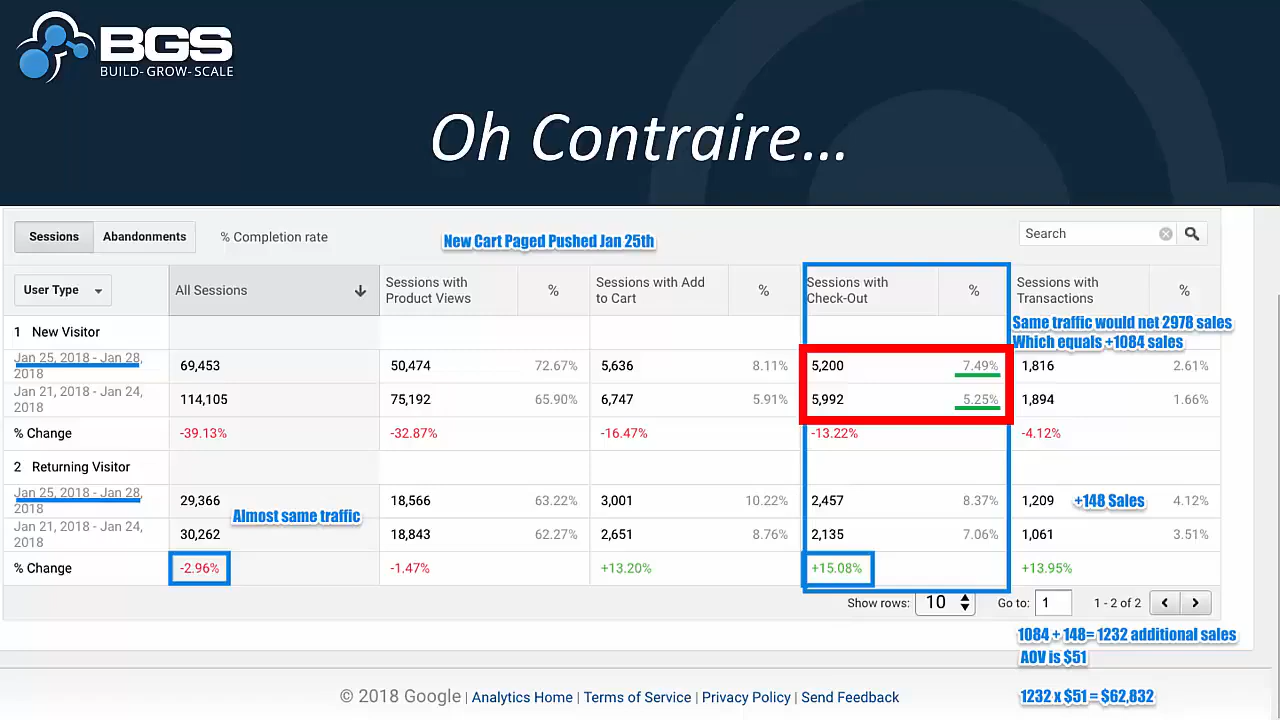 BGS
BUILD-GROW-SCALE
Oh Contraire...
Sessions
Abandonments
% Completion rate
New Cart Paged Pushed Jan 25th
Search
User Type
All Sessions
Sessions with Product Views
%
Sessions with Add to Cart
%
Sessions with Check-Out
%
Sessions with Transactions
%
1 New Visitor
Same traffic would net 2978 sales
Which equals +1084 sales
Jan 25, 2018 - Jan 28, 2018 69,453 50,474 72.67% 5,636 8.11% 5,200 7.49% 1,816 2.61%
Jan 21, 2018 - Jan 24, 2018 114,105 75,192 65.90% 6,747 5.91% 5,992 5.25% 1,894 1.66%
% Change -39.13% -32.87% -16.47% -13.22% -4.12%
2 Returning Visitor
Jan 25, 2018 - Jan 28, 2018 29,366 18,566 63.22% 3,001 10.22% 2,457 8.37% 1,209 +148 Sales 4.12%
Almost same traffic
Jan 21, 2018 - Jan 24, 2018 30,262 18,843 62.27% 2,651 8.76% 2,135 7.06% 1,061 3.51%
% Change -2.96% -1.47% +13.20% +15.08% +13.95%
Show rows: 10 Go to: 1 1 - 2 of 2
1084 + 148= 1232 additional sales
AOV is $51
1232 x $51 = $62,832
© 2018 Google | Analytics Home | Terms of Service | Privacy Policy | Send Feedback